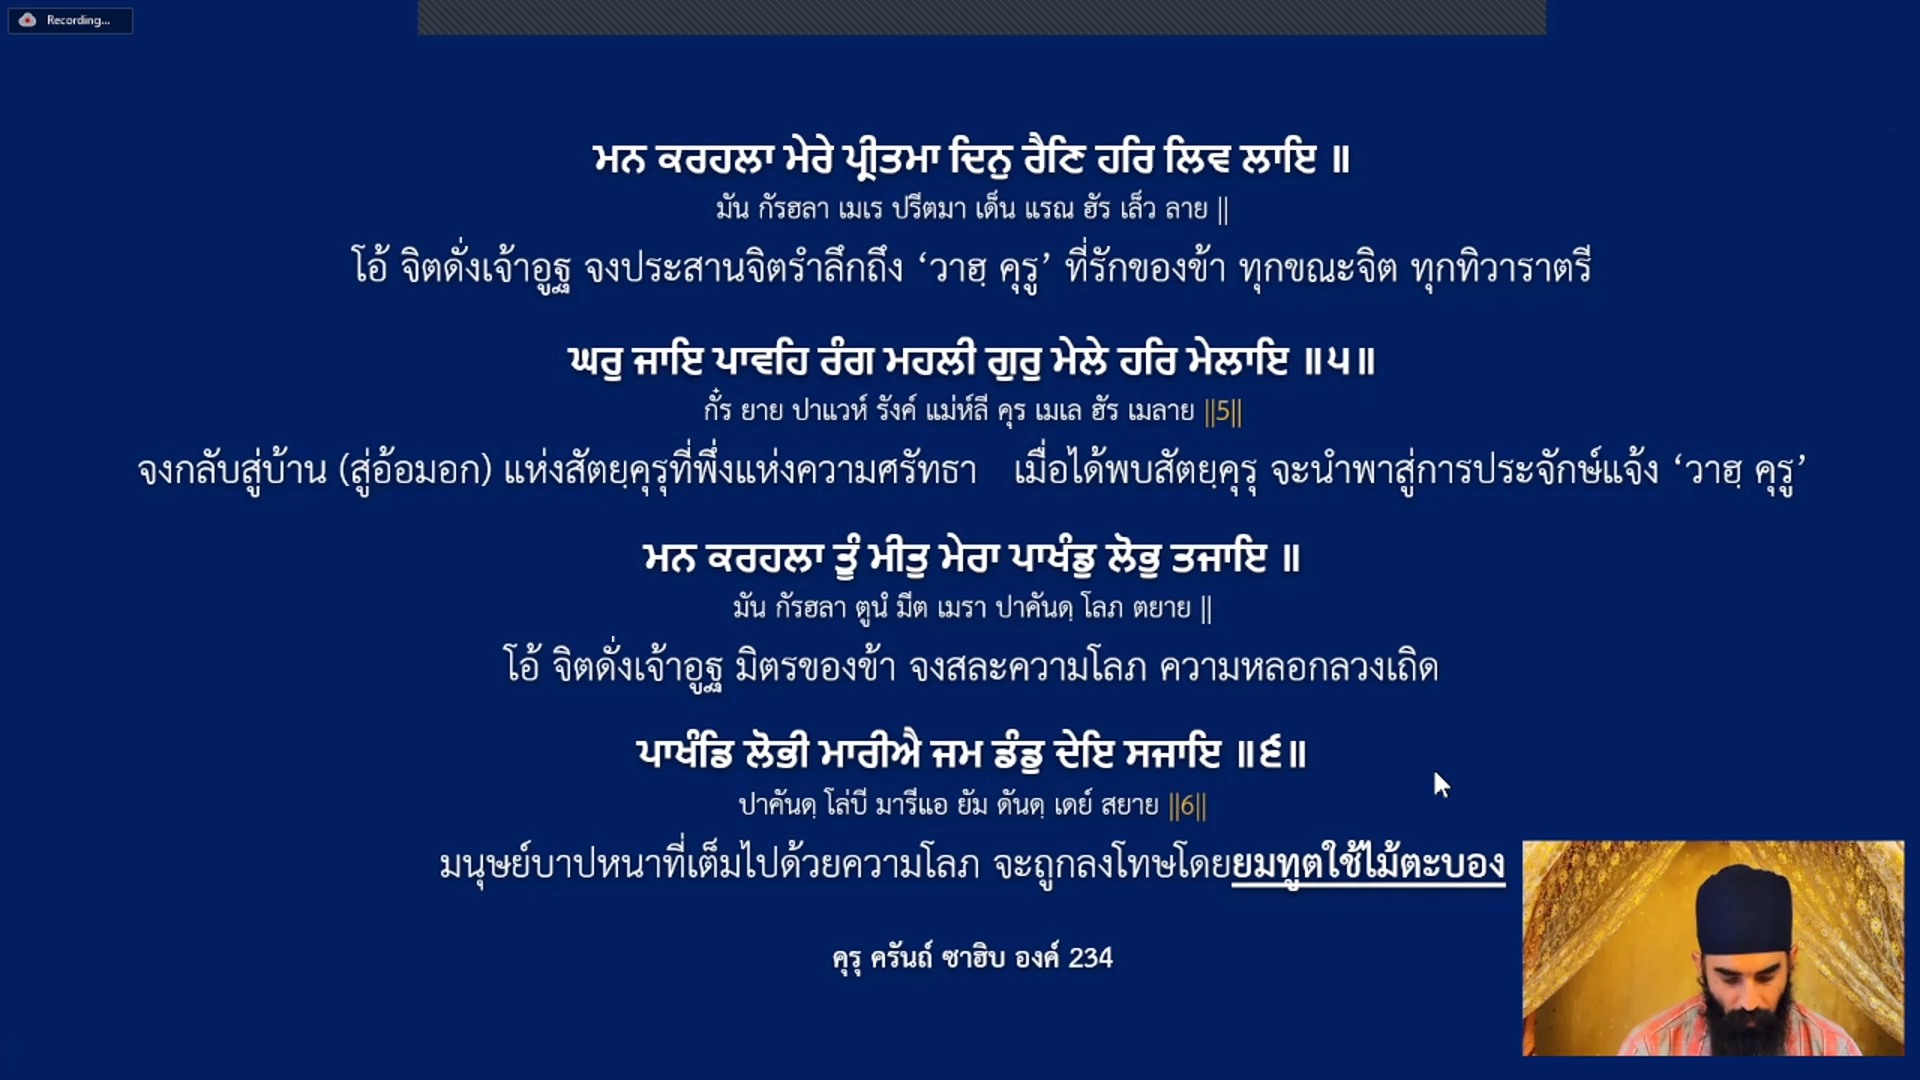 Recording...
ਮਨ ਕਰਹਲਾ ਮੇਰੇ ਪ੍ਰੀਤਮਾ ਦਿਨੁ ਰੈਣਿ ਹਰਿ ਲਿਵ ਲਾਇ ॥
มัน กัรฮลา เมเร ปรีตมา เด็น แรณ ฮัร เล็ว ลาย ||
โอ้ จิตดั่งเจ้าอูฐ จงประสานจิตรำลึกถึง ‘วาฮฺ คุรู’ ที่รักของข้า ทุกขณะจิต ทุกทิวาราตรี
ਘਰੁ ਜਾਇ ਪਾਵਹਿ ਰੰਗ ਮਹਲੀ ਗੁਰੁ ਮੇਲੇ ਹਰਿ ਮੇਲਾਇ ॥੫॥
กั๋ร ยาย ปาแวห์ รังค์ แม่ห์ลี คุร เมเล ฮัร เมลาย ||5||
จงกลับสู่บ้าน (สู่อ้อมอก) แห่งสัตยฺคุรุที่พึ่งแห่งความศรัทธา เมื่อได้พบสัตยฺคุรุ จะนำพาสู่การประจักษ์แจ้ง ‘วาฮฺ คุรู’
ਮਨ ਕਰਹਲਾ ਤੂੰ ਮੀਤੁ ਮੇਰਾ ਪਾਖੰਡੁ ਲੋਭੁ ਤਜਾਇ ॥
มัน กัรฮลา ตูนํ มีต เมรา ปาคันดฺ โลภ ตยาย ||
โอ้ จิตดั่งเจ้าอูฐ มิตรของข้า จงสละความโลภ ความหลอกลวงเถิด
ਪਾਖੰਡਿ ਲੋਭੀ ਮਾਰੀਐ ਜਮ ਡੰਡੁ ਦੇਇ ਸਜਾਇ ॥੬॥
ปาคันดฺ โล่บี มารีแอ ยัม ดันดฺ เดย์ สยาย ||6||
มนุษย์บาปหนาที่เต็มไปด้วยความโลภ จะถูกลงโทษโดยยมทูตใช้ไม้ตะบอง
คุรุ ครันถ์ ซาฮิบ องค์ 234